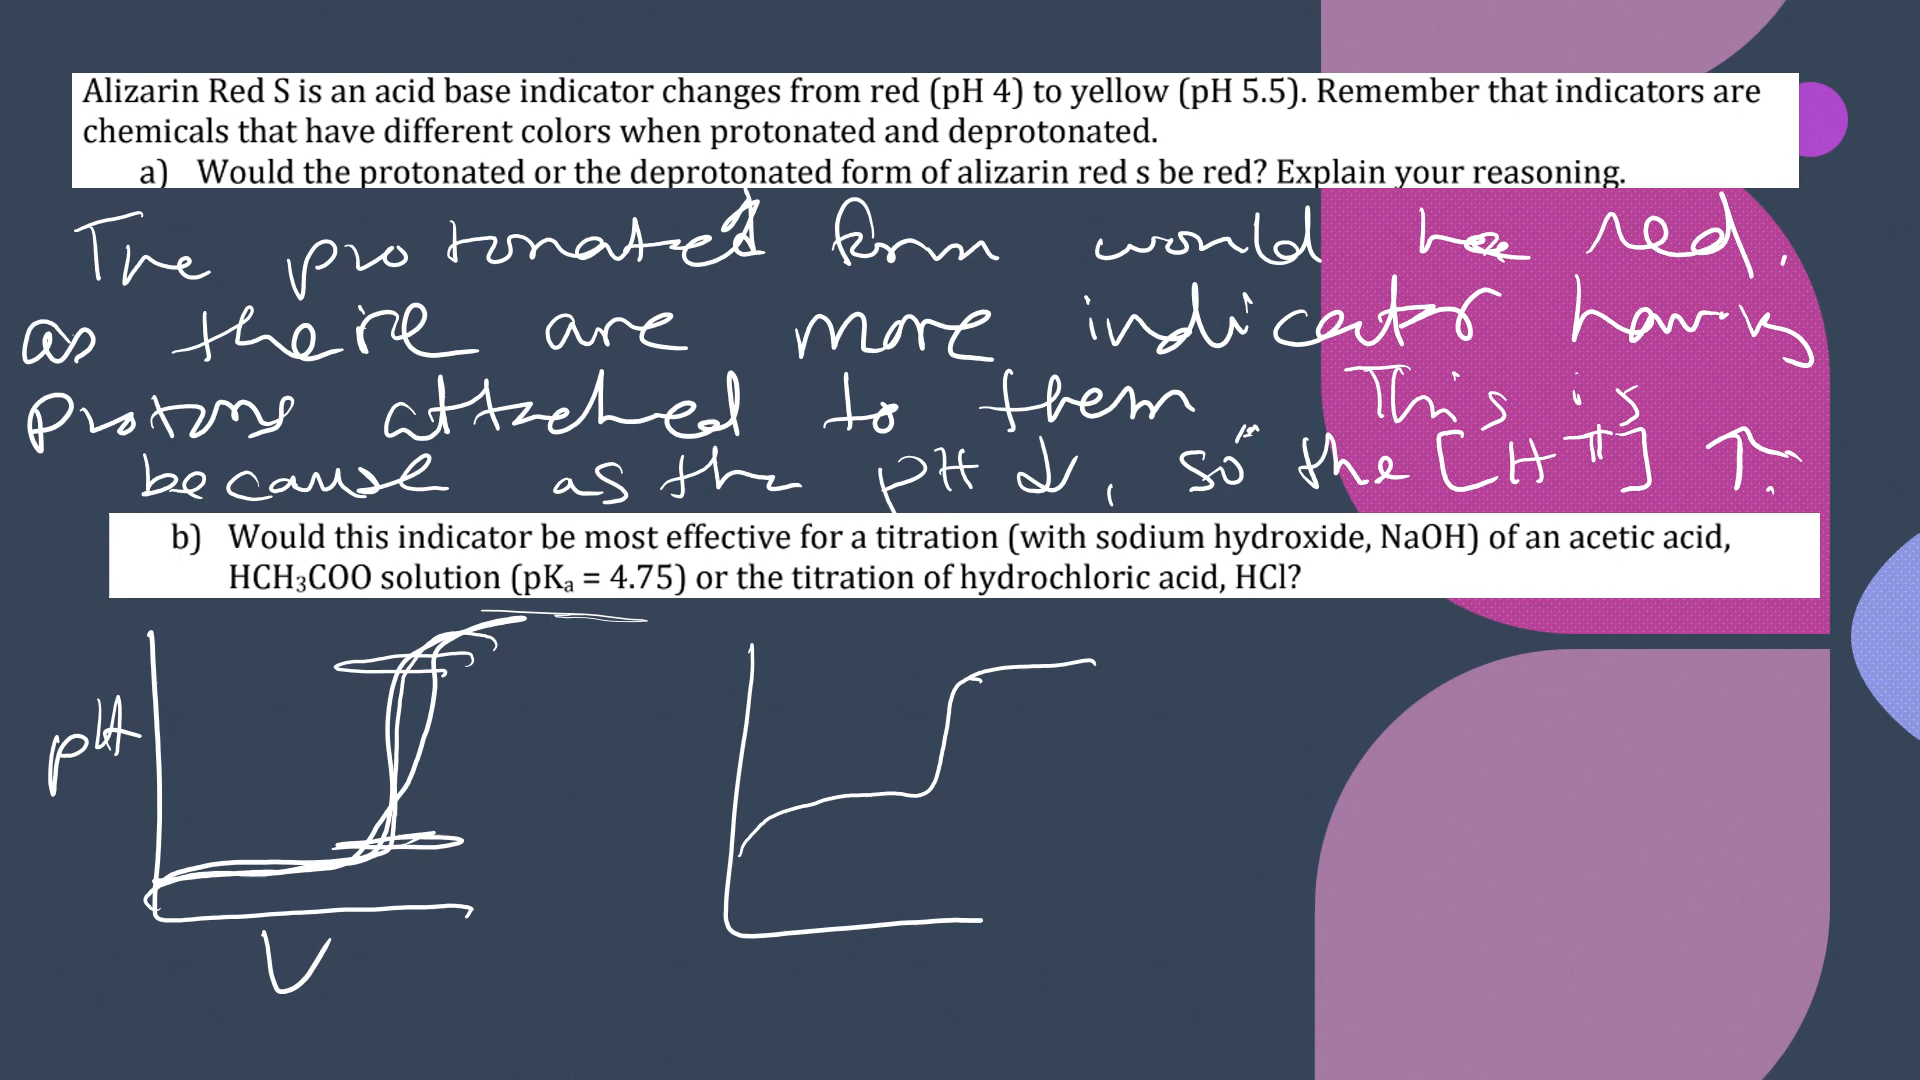 Alizarin Red S is an acid base indicator changes from red (pH 4) to yellow (pH 5.5). Remember that indicators are
chemicals that have different colors when protonated and deprotonated.
a) Would the protonated or the deprotonated form of alizarin red s be red? Explain your reasoning.
The protonated form would be red.
as there are more indicator having
protons attached to them This is
because as the pH ↓, so the [H+] ↑.
b) Would this indicator be most effective for a titration (with sodium hydroxide, NaOH) of an acetic acid,
HCH₃COO solution (pKₐ = 4.75) or the titration of hydrochloric acid, HCl?
pH
V